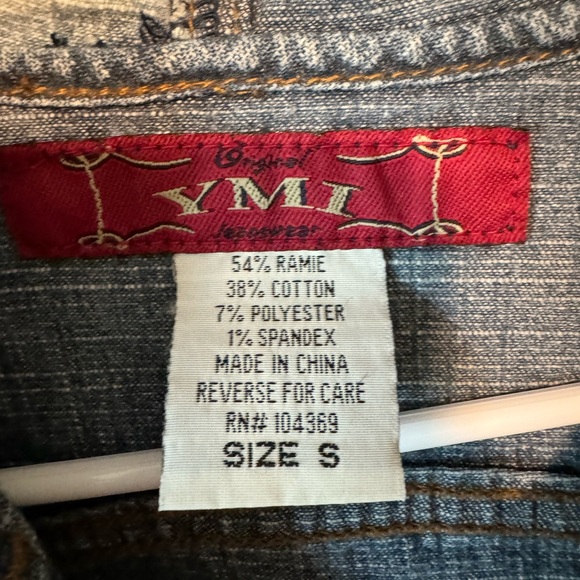 Original
YMI
Jeanswear
54% RAMIE
38% COTTON
7% POLYESTER
1% SPANDEX
MADE IN CHINA
REVERSE FOR CARE
RN# 104369
SIZE S